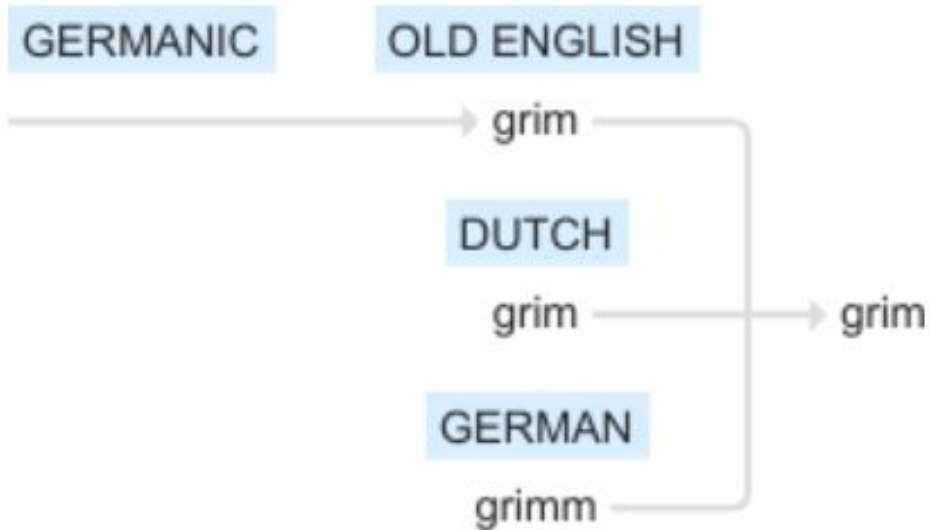 GERMANIC OLD ENGLISH
grim
DUTCH
grim grim
GERMAN
grimm